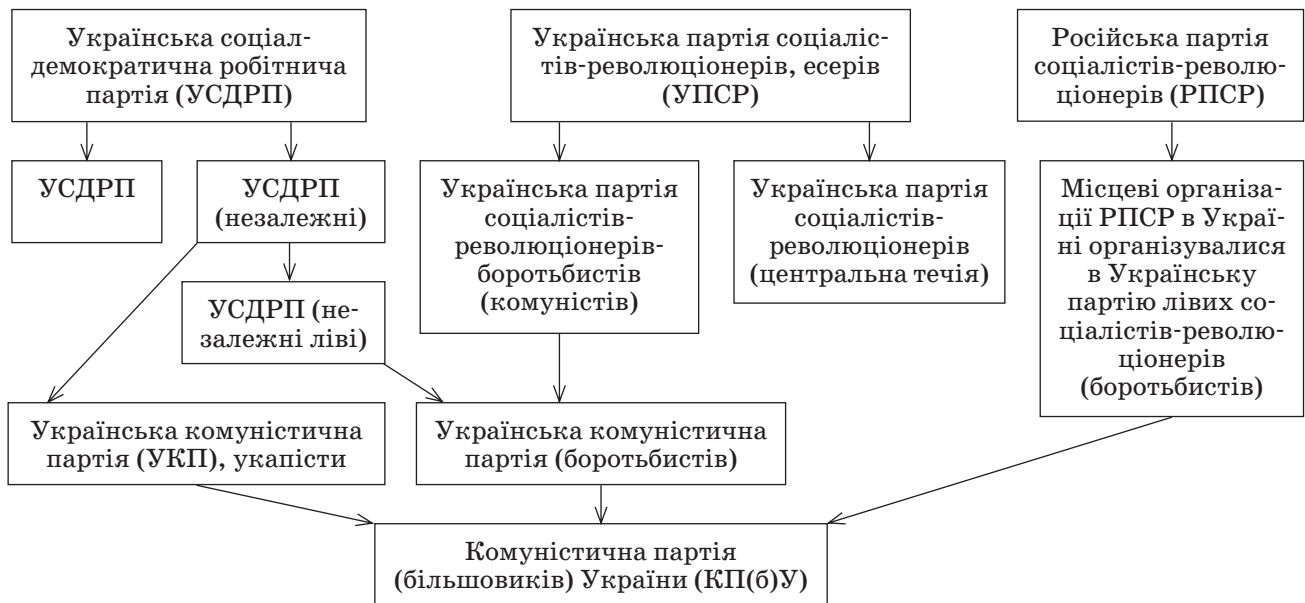 Українська соціал-
демократична робітнича
партія (УСДРП)
Українська партія соціаліс-
тів-революціонерів, есерів
(УПСР)
Російська партія
соціалістів-револю-
ціонерів (РПСР)
УСДРП
УСДРП
(незалежні)
Українська партія
соціалістів-
революціонерів-
боротьбистів
(комуністів)
Українська партія
соціалістів-
революціонерів
(центральна течія)
Місцеві організа-
ції РПСР в Украї-
ні організувалися
в Українську
партію лівих со-
ціалістів-револю-
ціонерів
(боротьбистів)
УСДРП (не-
залежні ліві)
Українська комуністична
партія (УКП), укапісти
Українська комуністична
партія (боротьбистів)
Комуністична партія
(більшовиків) України (КП(б)У)